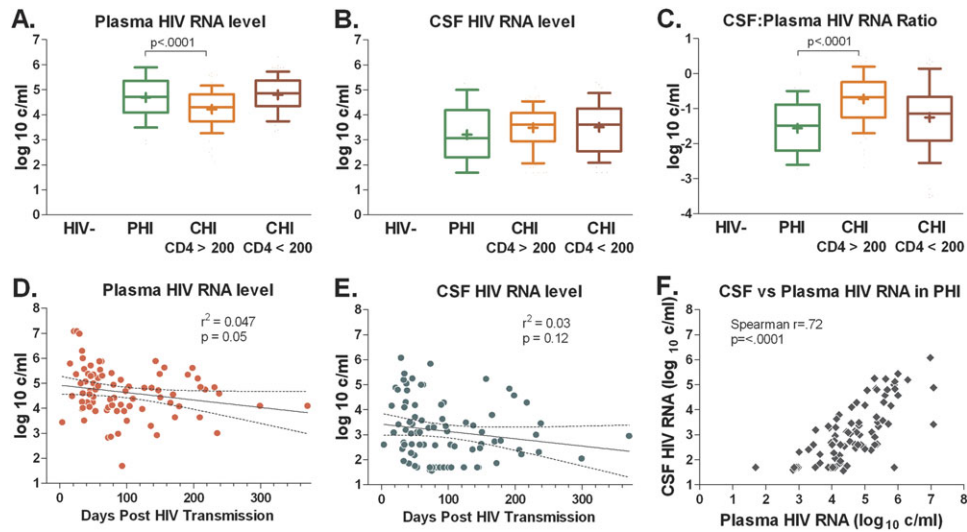 A. Plasma HIV RNA level
p<.0001
log 10 c/ml
7
6
5
4
3
2
1
0
HIV- PHI CHI CHI
CD4 > 200 CD4 < 200
B. CSF HIV RNA level
log 10 c/ml
7
6
5
4
3
2
1
0
HIV- PHI CHI CHI
CD4 > 200 CD4 < 200
C. CSF:Plasma HIV RNA Ratio
p<.0001
log 10 c/ml
1
-0
-1
-2
-3
-4
HIV- PHI CHI CHI
CD4 > 200 CD4 < 200
D. Plasma HIV RNA level
r² = 0.047
p = 0.05
log 10 c/ml
8
7
6
5
4
3
2
1
0 100 200 300
Days Post HIV Transmission
E. CSF HIV RNA level
r² = 0.03
p = 0.12
log 10 c/ml
8
7
6
5
4
3
2
1
0 100 200 300
Days Post HIV Transmission
F. CSF vs Plasma HIV RNA in PHI
Spearman r=.72
p=<.0001
CSF HIV RNA (log 10 c/ml)
8
7
6
5
4
3
2
1
0 1 2 3 4 5 6 7 8
Plasma HIV RNA (log10 c/ml)